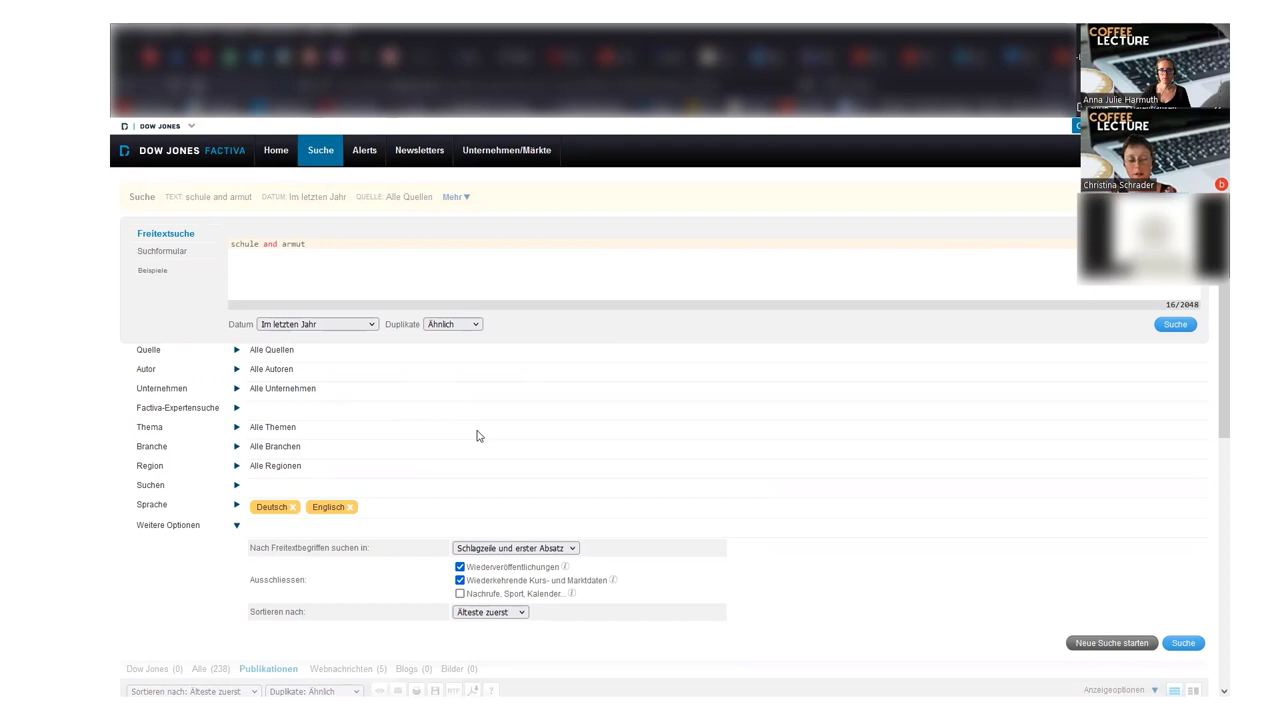 COFFEE
LECTURE
Anna Julie Harmuth
COFFEE
LECTURE
Christina Schrader
DOW JONES
DOW JONES FACTIVA Home Suche Alerts Newsletters Unternehmen/Märkte
Suche TEXT: schule and armut DATUM: Im letzten Jahr QUELLE: Alle Quellen Mehr
Freitextsuche
Suchformular
Beispiele
schule and armut
16/2048
Datum Im letzten Jahr Duplikate Ähnlich Suche
Quelle Alle Quellen
Autor Alle Autoren
Unternehmen Alle Unternehmen
Factiva-Expertensuche
Thema Alle Themen
Branche Alle Branchen
Region Alle Regionen
Suchen
Sprache Deutsch x Englisch x
Weitere Optionen
Nach Freitextbegriffen suchen in: Schlagzeile und erster Absatz
Ausschliessen: Wiederveröffentlichungen
Wiederkehrende Kurs- und Marktdaten
Nachrufe, Sport, Kalender...
Sortieren nach: Älteste zuerst
Neue Suche starten Suche
Dow Jones (0) Alle (238) Publikationen Webnachrichten (5) Blogs (0) Bilder (0)
Sortieren nach: Älteste zuerst Duplikate: Ähnlich RTF ? Anzeigeoptionen